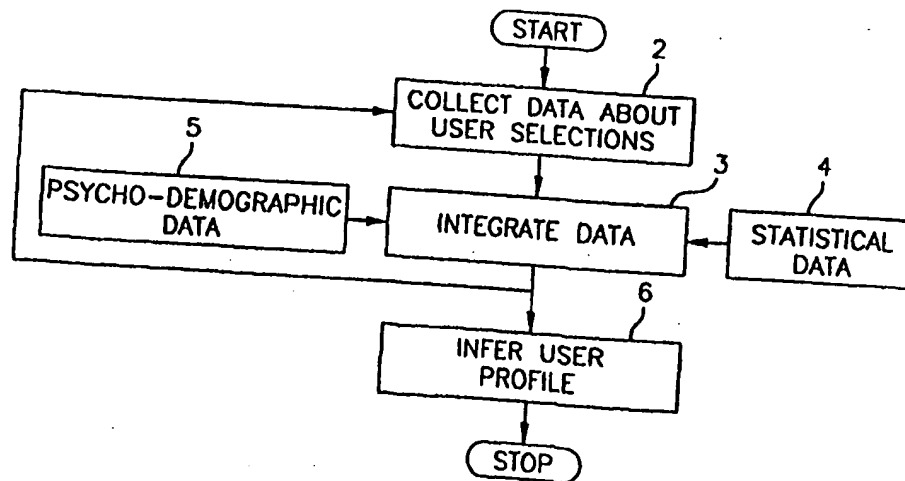 START
2
COLLECT DATA ABOUT
USER SELECTIONS
5
PSYCHO-DEMOGRAPHIC
DATA
3
INTEGRATE DATA
4
STATISTICAL
DATA
6
INFER USER
PROFILE
STOP